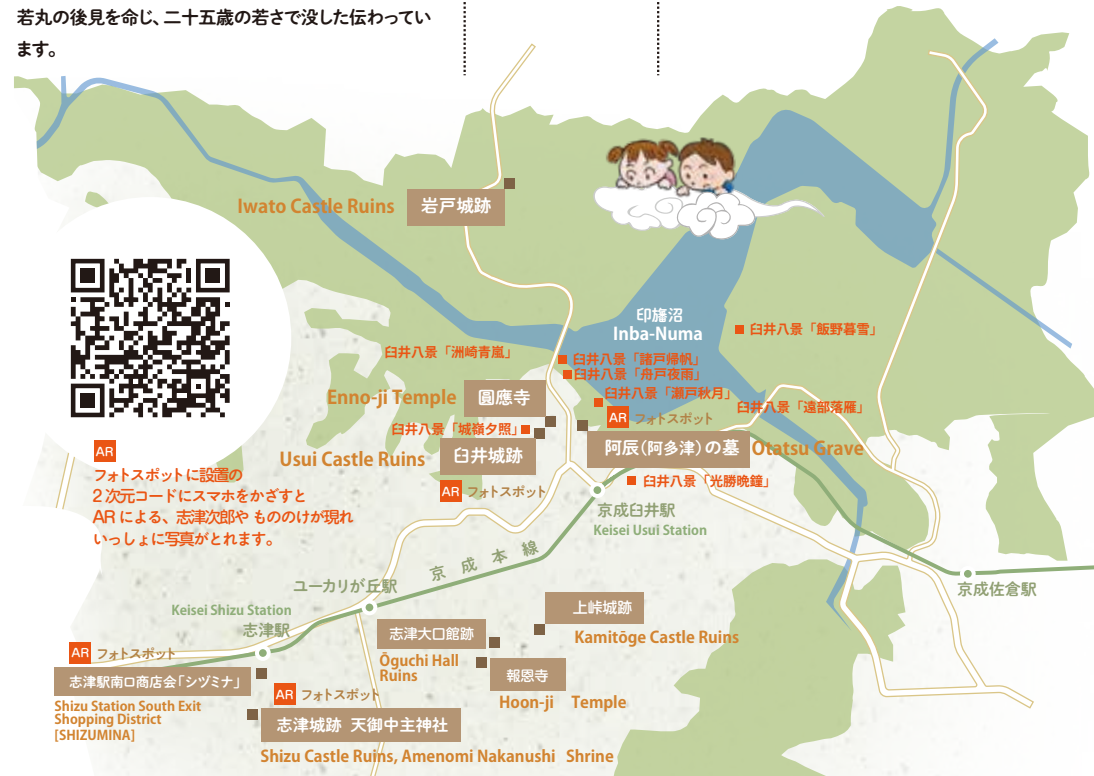 若丸の後見を命じ、二十五歳の若さで没した伝わってい
ます。
Iwato Castle Ruins
岩戸城跡
印旛沼
Inba-Numa
臼井八景「飯野暮雪」
臼井八景「洲崎青嵐」
臼井八景「諸戸帰帆」
臼井八景「舟戸夜雨」
臼井八景「瀬戸秋月」
臼井八景「遠部落雁」
Enno-ji Temple
圓應寺
AR フォトスポット
臼井八景「城嶺夕照」
Usui Castle Ruins
臼井城跡
阿辰(阿多津)の墓
Otatsu Grave
AR
フォトスポットに設置の
2次元コードにスマホをかざすと
ARによる、志津次郎や もののけが現れ
いっしょに写真がとれます。
AR フォトスポット
臼井八景「光勝晩鐘」
京成臼井駅
Keisei Usui Station
京成本線
ユーカリが丘駅
京成佐倉駅
Keisei Shizu Station
志津駅
上峠城跡
Kamitōge Castle Ruins
志津大口館跡
Ōguchi Hall
Ruins
AR フォトスポット
志津駅南口商店会「シヅミナ」
Shizu Station South Exit
Shopping District
[SHIZUMINA]
報恩寺
Hoon-ji Temple
AR フォトスポット
志津城跡 天御中主神社
Shizu Castle Ruins, Amenomi Nakanushi Shrine